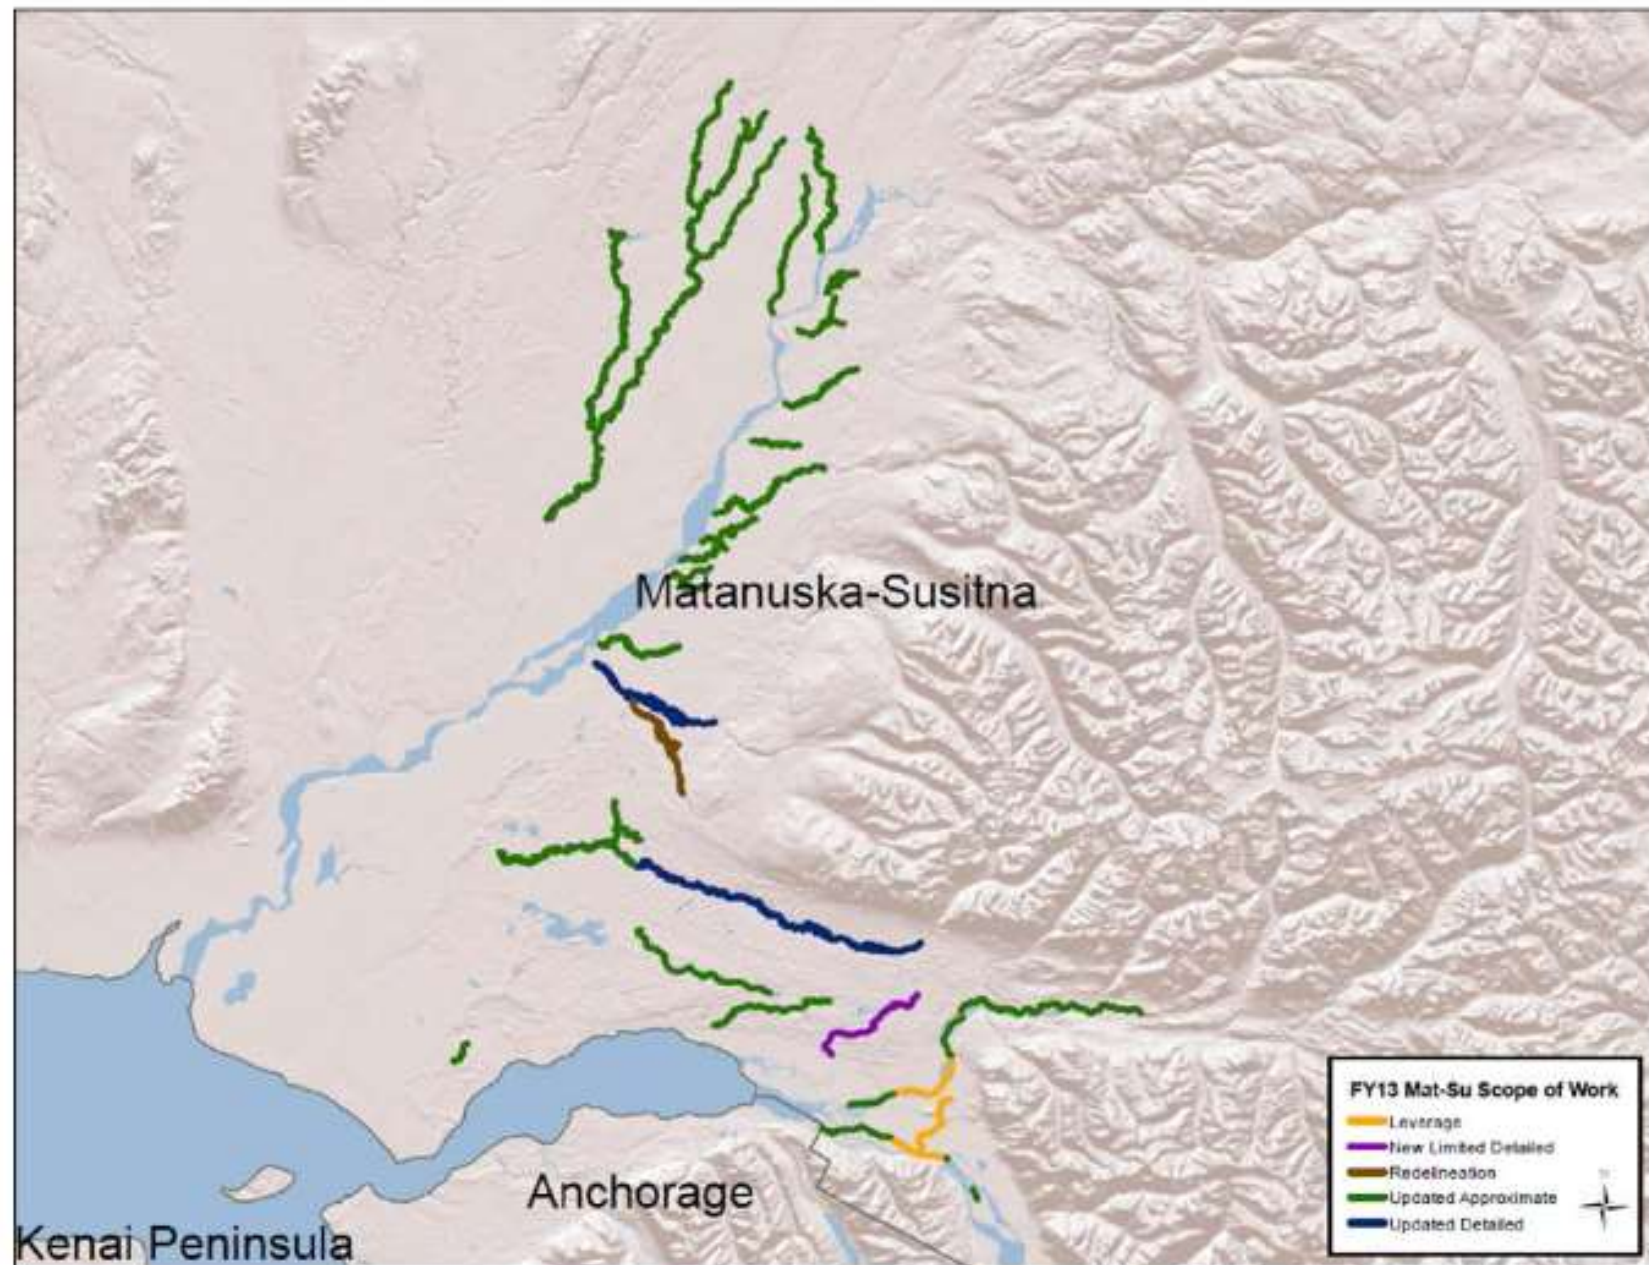 Matanuska-Susitna
Anchorage
Kenai Peninsula
FY13 Mat-Su Scope of Work
Leverage
New Limited Detailed
Redelineation
Updated Approximate
Updated Detailed